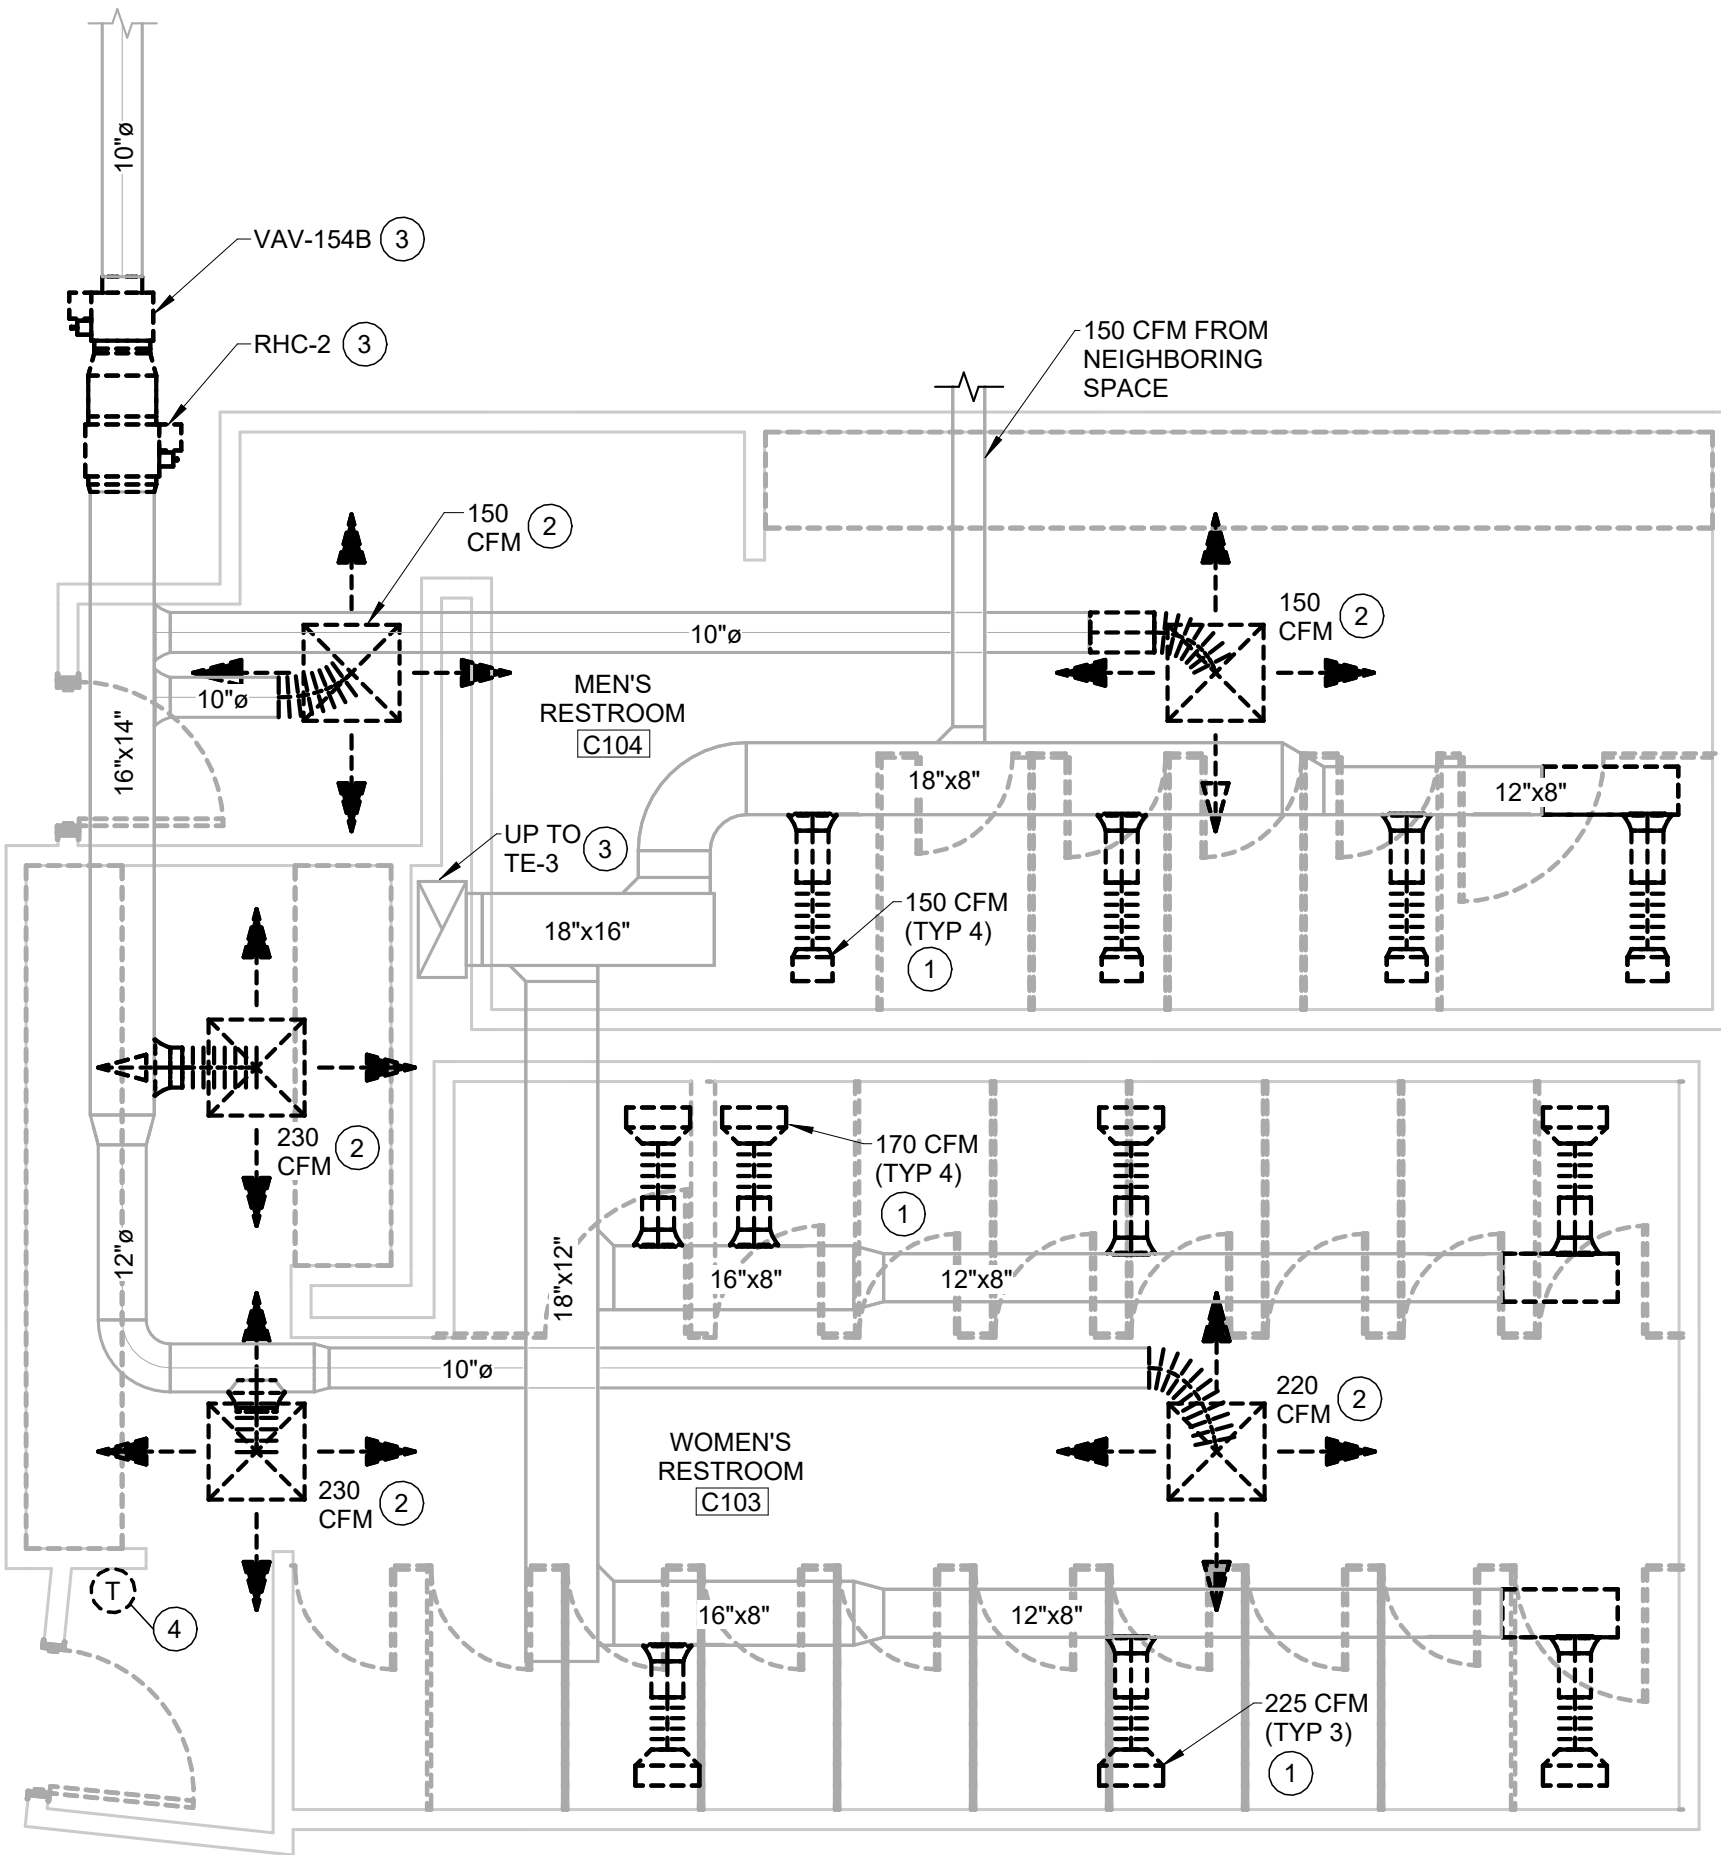 10"ø
VAV-154B 3
RHC-2 3
150 CFM FROM
NEIGHBORING
SPACE
150
CFM 2
150
CFM 2
10"ø
10"ø
MEN'S
RESTROOM
C104
16"x14"
18"x8"
12"x8"
UP TO
TE-3 3
150 CFM
(TYP 4)
1
18"x16"
230
CFM 2
170 CFM
(TYP 4)
1
12"ø
18"x12"
16"x8"
12"x8"
10"ø
220
CFM 2
WOMEN'S
RESTROOM
C103
230
CFM 2
T
4
16"x8"
12"x8"
225 CFM
(TYP 3)
1